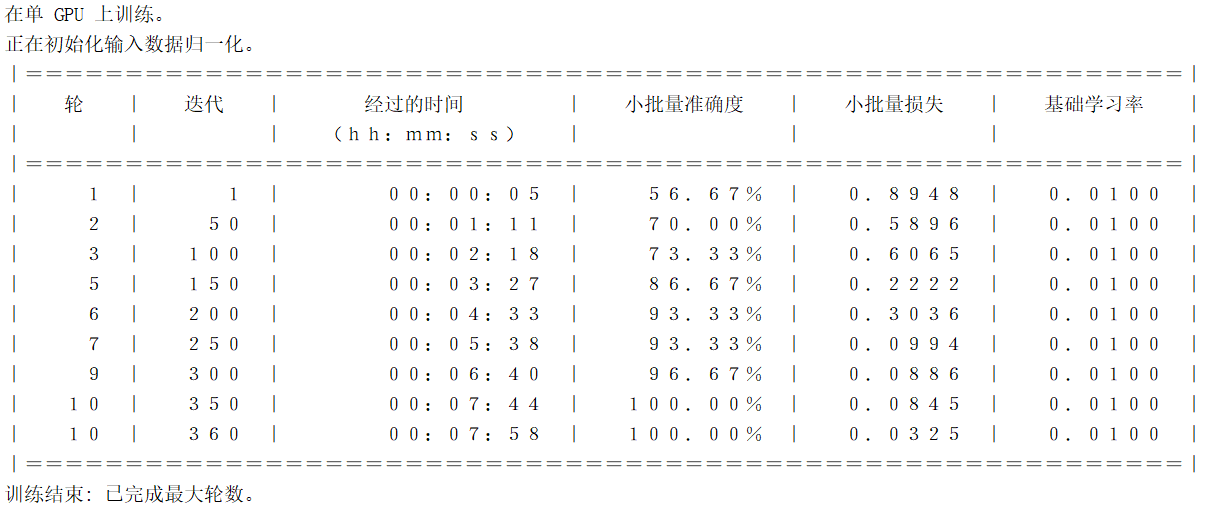 在单 GPU 上训练。
正在初始化输入数据归一化。
|======================================================================|
| 轮 | 迭代 | 经过的时间 | 小批量准确度 | 小批量损失 | 基础学习率 |
| | | (hh:mm:ss) | | | |
|======================================================================|
| 1 | 1 | 00:00:05 | 56.67% | 0.8948 | 0.0100 |
| 2 | 50 | 00:01:11 | 70.00% | 0.5896 | 0.0100 |
| 3 | 100 | 00:02:18 | 73.33% | 0.6065 | 0.0100 |
| 5 | 150 | 00:03:27 | 86.67% | 0.2222 | 0.0100 |
| 6 | 200 | 00:04:33 | 93.33% | 0.3036 | 0.0100 |
| 7 | 250 | 00:05:38 | 93.33% | 0.0994 | 0.0100 |
| 9 | 300 | 00:06:40 | 96.67% | 0.0886 | 0.0100 |
| 10 | 350 | 00:07:44 | 100.00% | 0.0845 | 0.0100 |
| 10 | 360 | 00:07:58 | 100.00% | 0.0325 | 0.0100 |
|======================================================================|
训练结束: 已完成最大轮数。